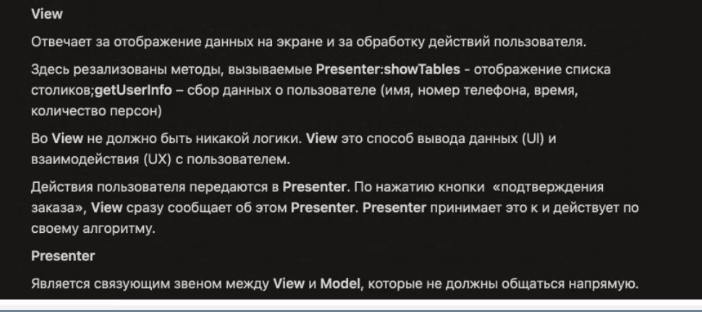 View
Отвечает за отображение данных на экране и за обработку действий пользователя.
Здесь резализованы методы, вызываемые Presenter:showTables - отображение списка
столиков;getUserInfo – сбор данных о пользователе (имя, номер телефона, время,
количество персон)
Во View не должно быть никакой логики. View это способ вывода данных (UI) и
взаимодействия (UX) с пользователем.
Действия пользователя передаются в Presenter. По нажатию кнопки «подтверждения
заказа», View сразу сообщает об этом Presenter. Presenter принимает это к и действует по
своему алгоритму.
Presenter
Является связующим звеном между View и Model, которые не должны общаться напрямую.